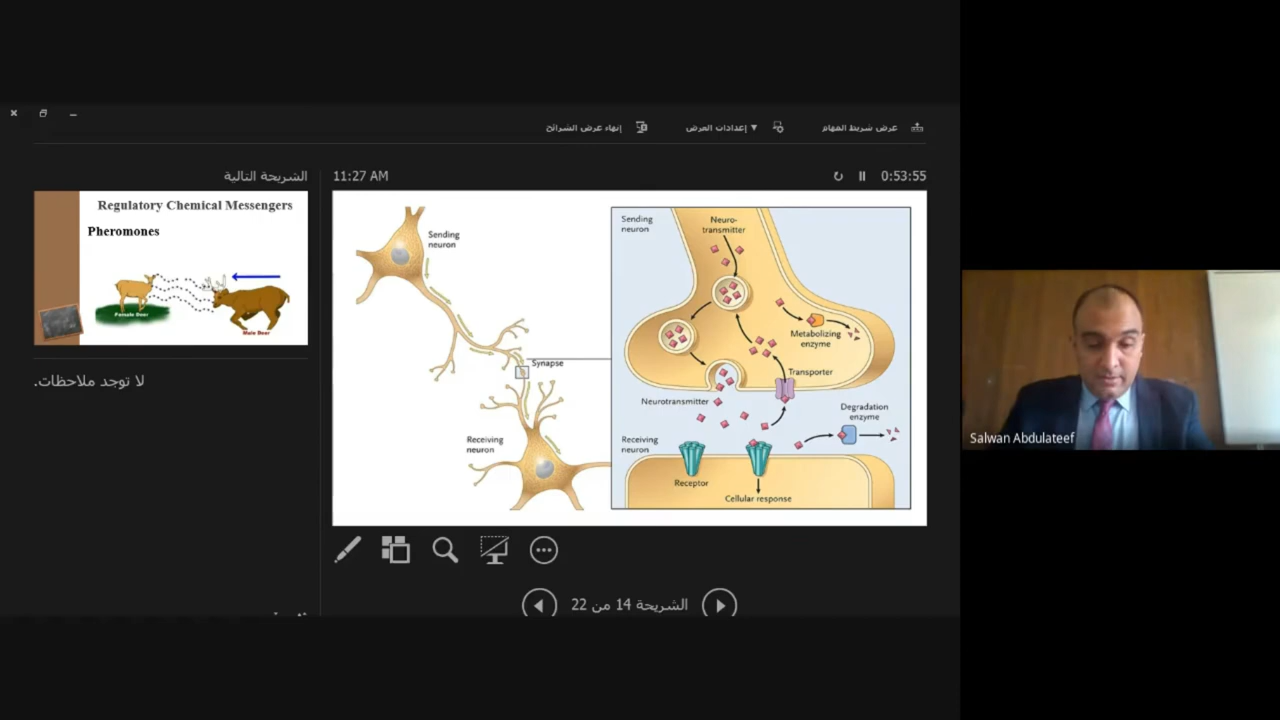 عرض شريط المهام
إعدادات العرض ▼
إنهاء عرض الشرائح
الشريحة التالية
Regulatory Chemical Messengers
Pheromones
Female Deer
Male Deer
لا توجد ملاحظات.
11:27 AM
0:53:55
Sending
neuron
Synapse
Receiving
neuron
Sending
neuron
Neuro-
transmitter
Metabolizing
enzyme
Transporter
Neurotransmitter
Degradation
enzyme
Receiving
neuron
Receptor
Cellular response
الشريحة 14 من 22
Salwan Abdulateef